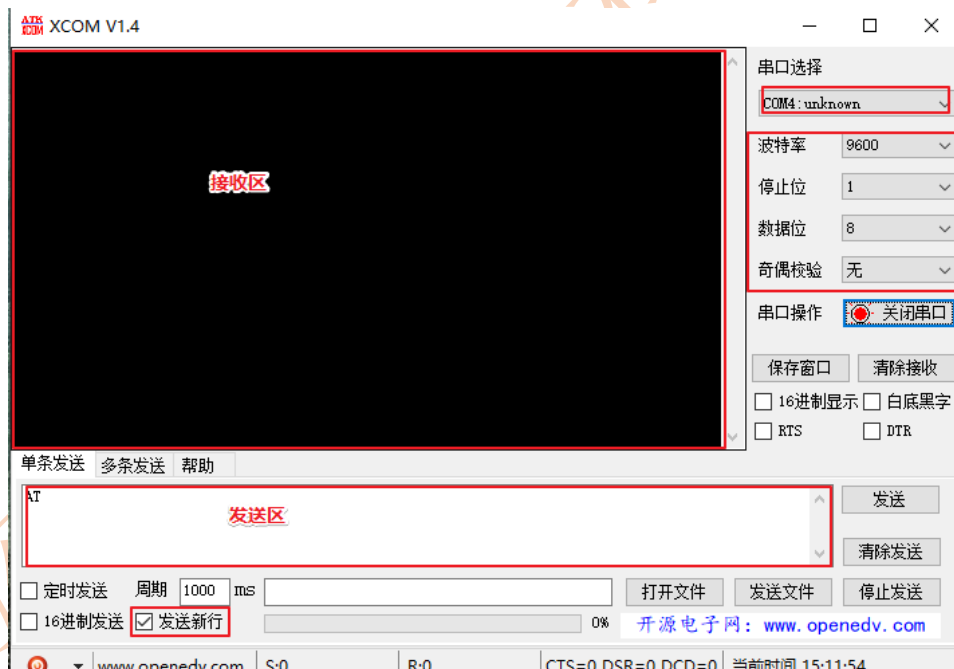 ATK XCOM XCOM V1.4
串口选择
COM4:unknown
波特率 9600
停止位 1
接收区
数据位 8
奇偶校验 无
串口操作 关闭串口
保存窗口 清除接收
16进制显示 白底黑字
RTS DTR
单条发送 多条发送 帮助
AT
发送区
发送
清除发送
定时发送 周期 1000 ms 打开文件 发送文件 停止发送
16进制发送 发送新行 0% 开源电子网：www.openedv.com
www.openedv.com S:0 R:0 CTS=0 DSR=0 DCD=0 当前时间 15:11:54